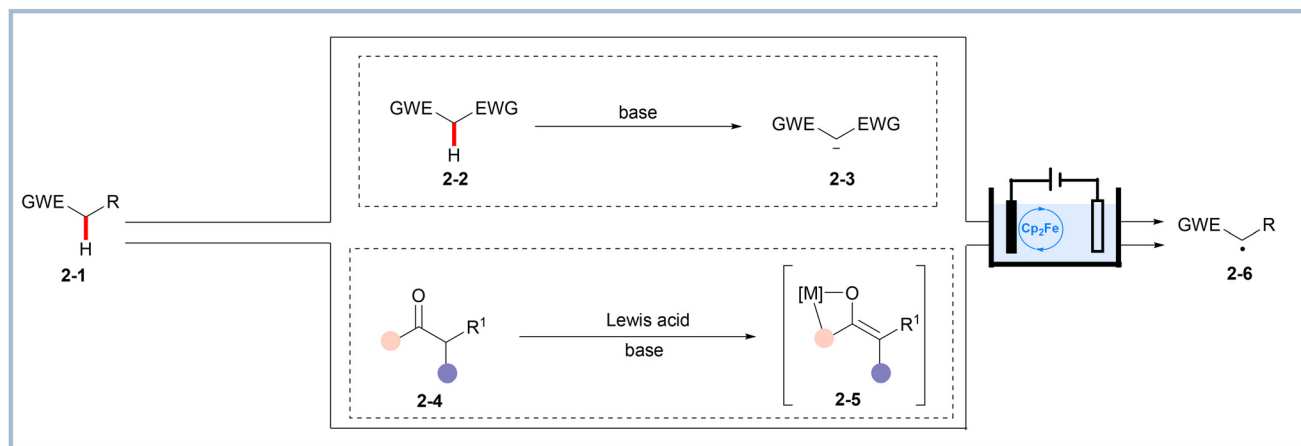 GWE R
H
2-1
GWE EWG
H
2-2
base
GWE EWG
–
2-3
O
R¹
2-4
Lewis acid
base
[M] O
R¹
2-5
Cp₂Fe
GWE R
2-6